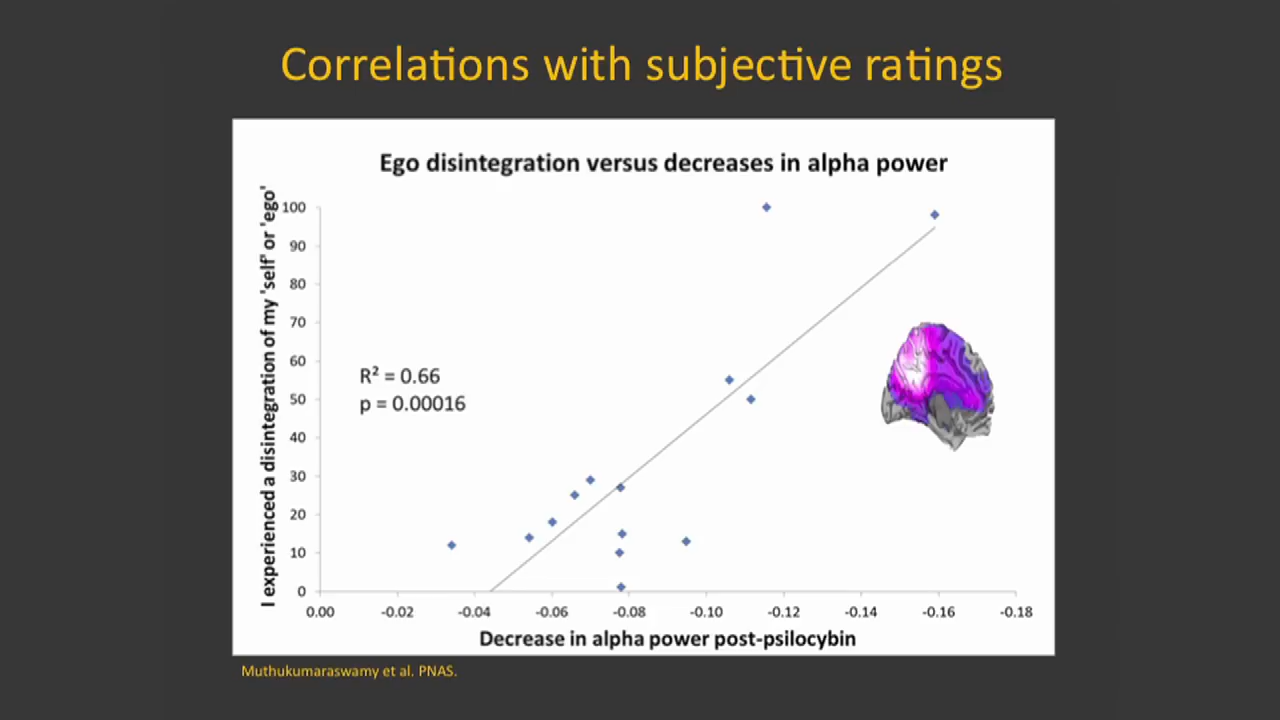 Correlations with subjective ratings
Ego disintegration versus decreases in alpha power
I experienced a disintegration of my 'self' or 'ego'
100
90
80
70
60
50
40
30
20
10
0
R² = 0.66
p = 0.00016
0.00 -0.02 -0.04 -0.06 -0.08 -0.10 -0.12 -0.14 -0.16 -0.18
Decrease in alpha power post-psilocybin
Muthukumaraswamy et al. PNAS.